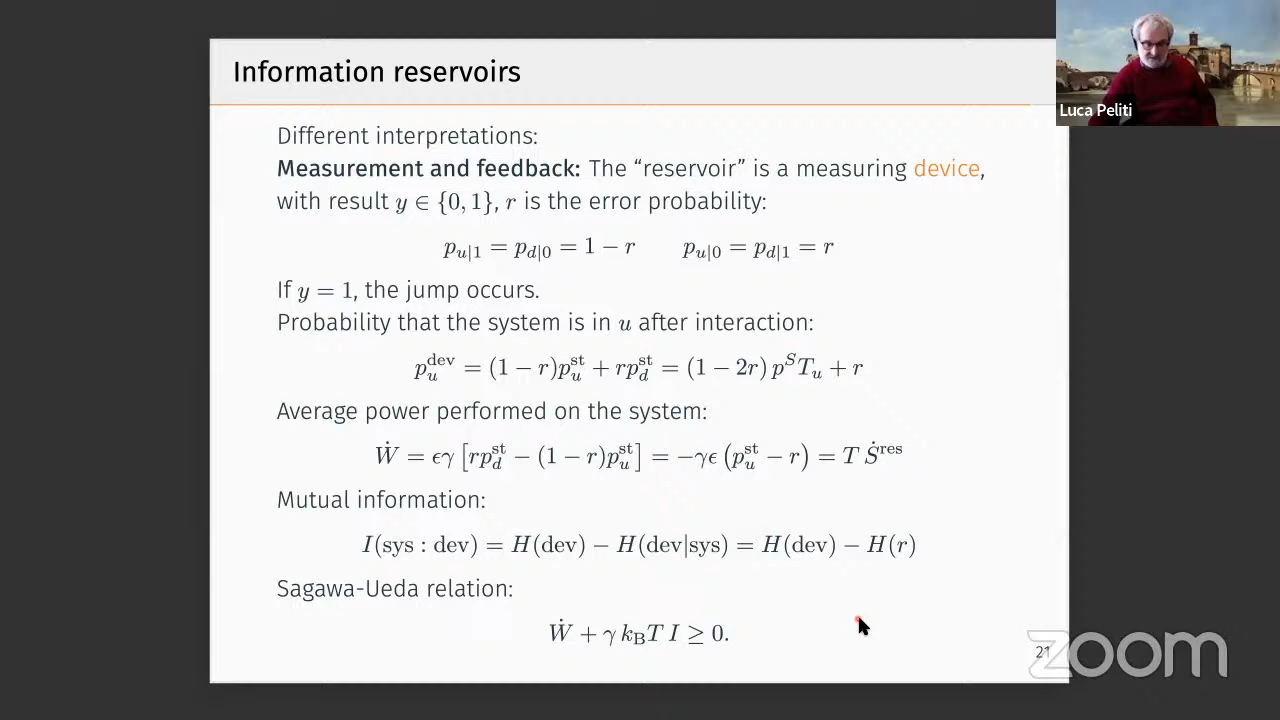 Information reservoirs
Luca Peliti
Different interpretations:
Measurement and feedback: The “reservoir” is a measuring device,
with result y ∈ {0, 1}, r is the error probability:
p_{u|1} = p_{d|0} = 1 − r p_{u|0} = p_{d|1} = r
If y = 1, the jump occurs.
Probability that the system is in u after interaction:
p_u^{dev} = (1 − r)p_u^{st} + rp_d^{st} = (1 − 2r) p^S T_u + r
Average power performed on the system:
Ẇ = ϵγ [rp_d^{st} − (1 − r)p_u^{st}] = −γϵ (p_u^{st} − r) = T Ṡ^{res}
Mutual information:
I(sys : dev) = H(dev) − H(dev|sys) = H(dev) − H(r)
Sagawa-Ueda relation:
Ẇ + γ k_B T I ≥ 0.
21
zoom